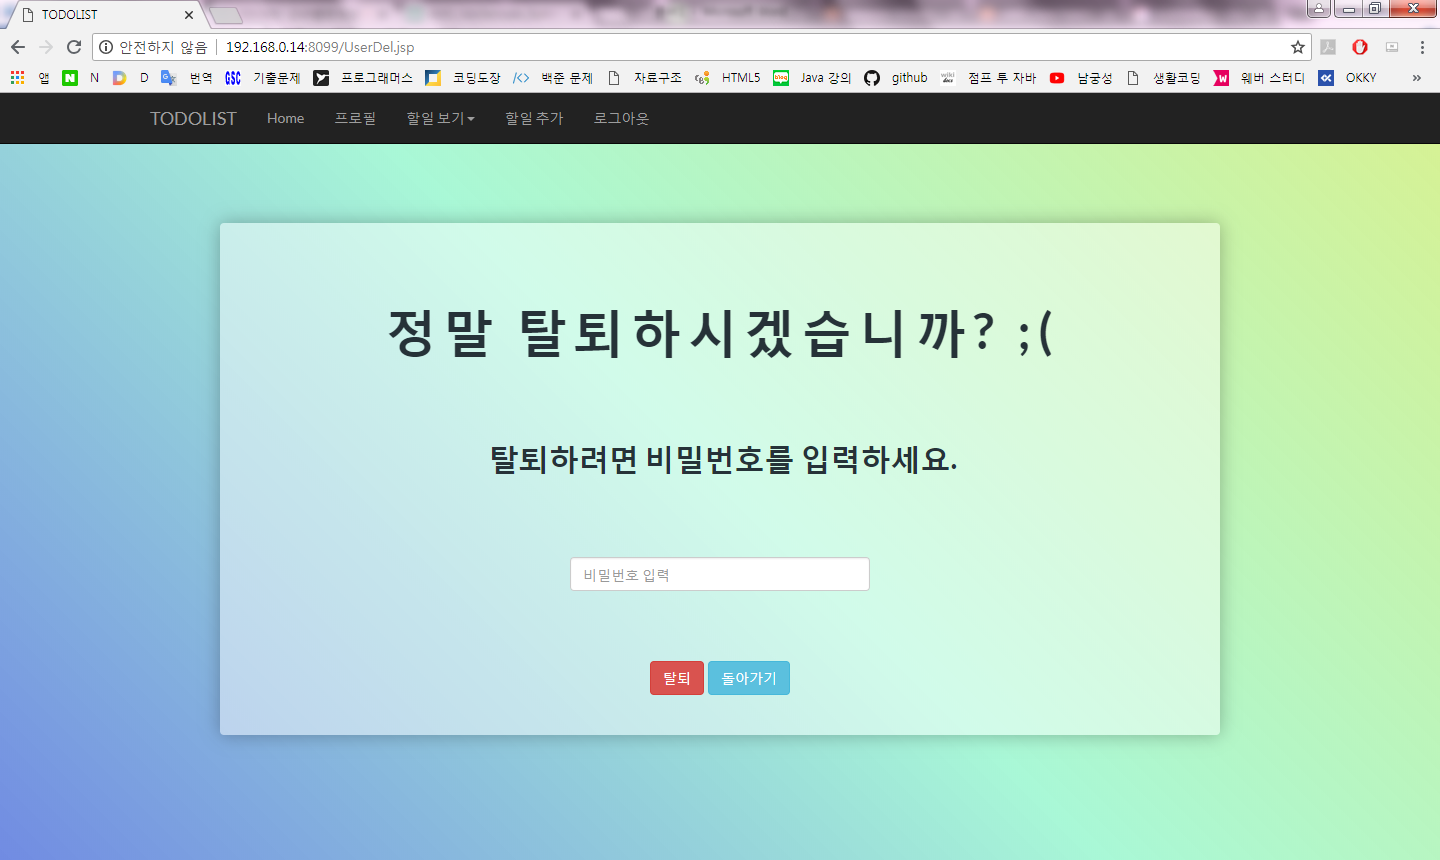 TODOLIST
안전하지 않음 192.168.0.14:8099/UserDel.jsp
앱 N D 번역 기출문제 프로그래머스 코딩도장 백준 문제 자료구조 HTML5 Java 강의 github 점프 투 자바 남궁성 생활코딩 웨버 스터디 OKKY »
TODOLIST Home 프로필 할일 보기 할일 추가 로그아웃
정말 탈퇴하시겠습니까? ;(
탈퇴하려면 비밀번호를 입력하세요.
비밀번호 입력
탈퇴 돌아가기